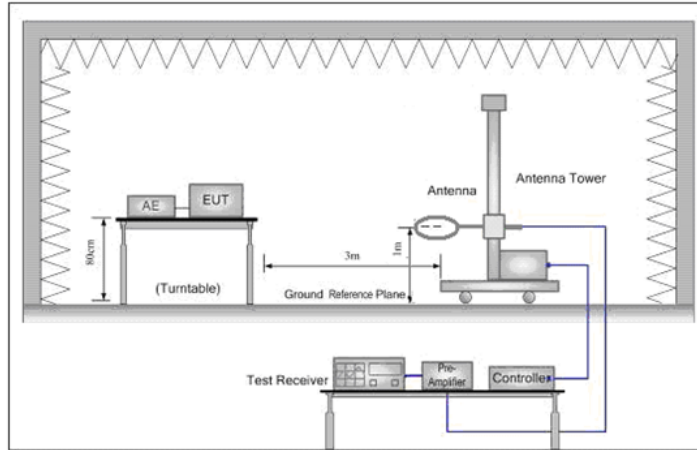 Antenna Tower
Antenna
AE
EUT
80cm
(Turntable)
3m
1m
Ground Reference Plane
Test Receiver
Pre-
Amplifier
Controller